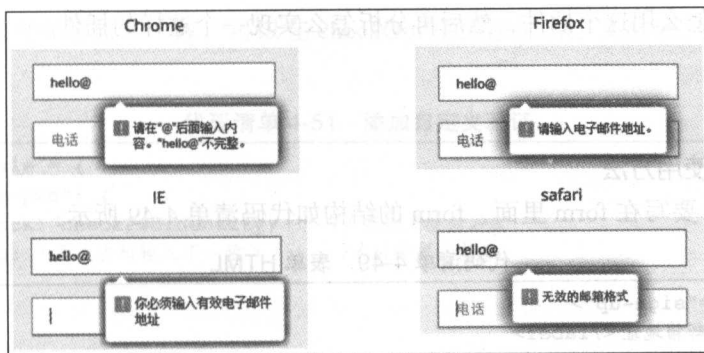 Chrome
Firefox
hello@
hello@
请在"@"后面输入内
容。"hello@"不完整。
请输入电子邮件地址。
电话
电话
IE
safari
hello@
hello@
你必须输入有效电子邮件
地址
无效的邮箱格式
电话